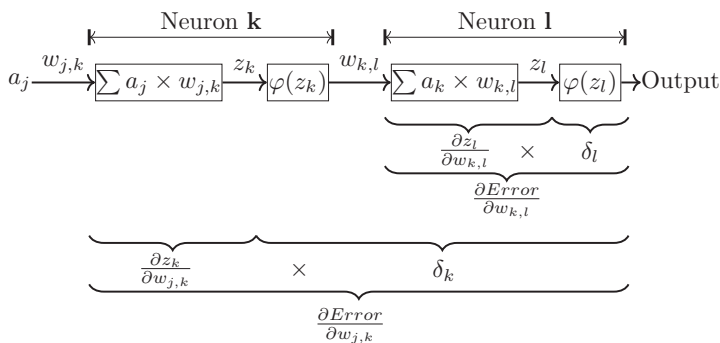 Neuron k Neuron l
a_j w_{j,k} ∑ a_j × w_{j,k} z_k φ(z_k) w_{k,l} ∑ a_k × w_{k,l} z_l φ(z_l) Output
∂z_l/∂w_{k,l} × δ_l
∂Error/∂w_{k,l}
∂z_k/∂w_{j,k} × δ_k
∂Error/∂w_{j,k}